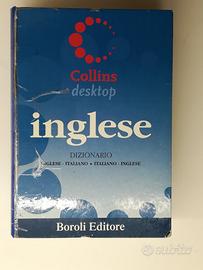 Collins
desktop
inglese
DIZIONARIO
INGLESE - ITALIANO • ITALIANO - INGLESE
Boroli Editore
subito